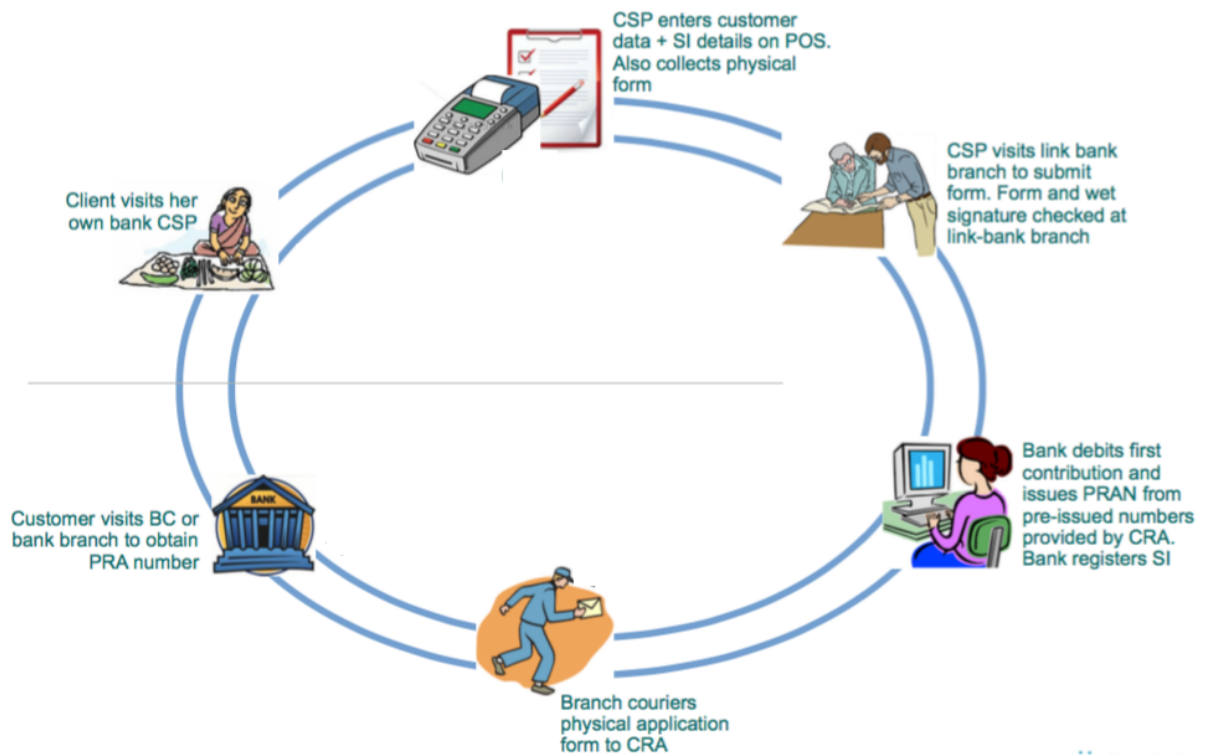 CSP enters customer
data + SI details on POS.
Also collects physical
form
CSP visits link bank
branch to submit
form. Form and wet
signature checked at
link-bank branch
Client visits her
own bank CSP
Bank debits first
contribution and
issues PRAN from
pre-issued numbers
provided by CRA.
Bank registers SI
BANK
Customer visits BC or
bank branch to obtain
PRA number
Branch couriers
physical application
form to CRA